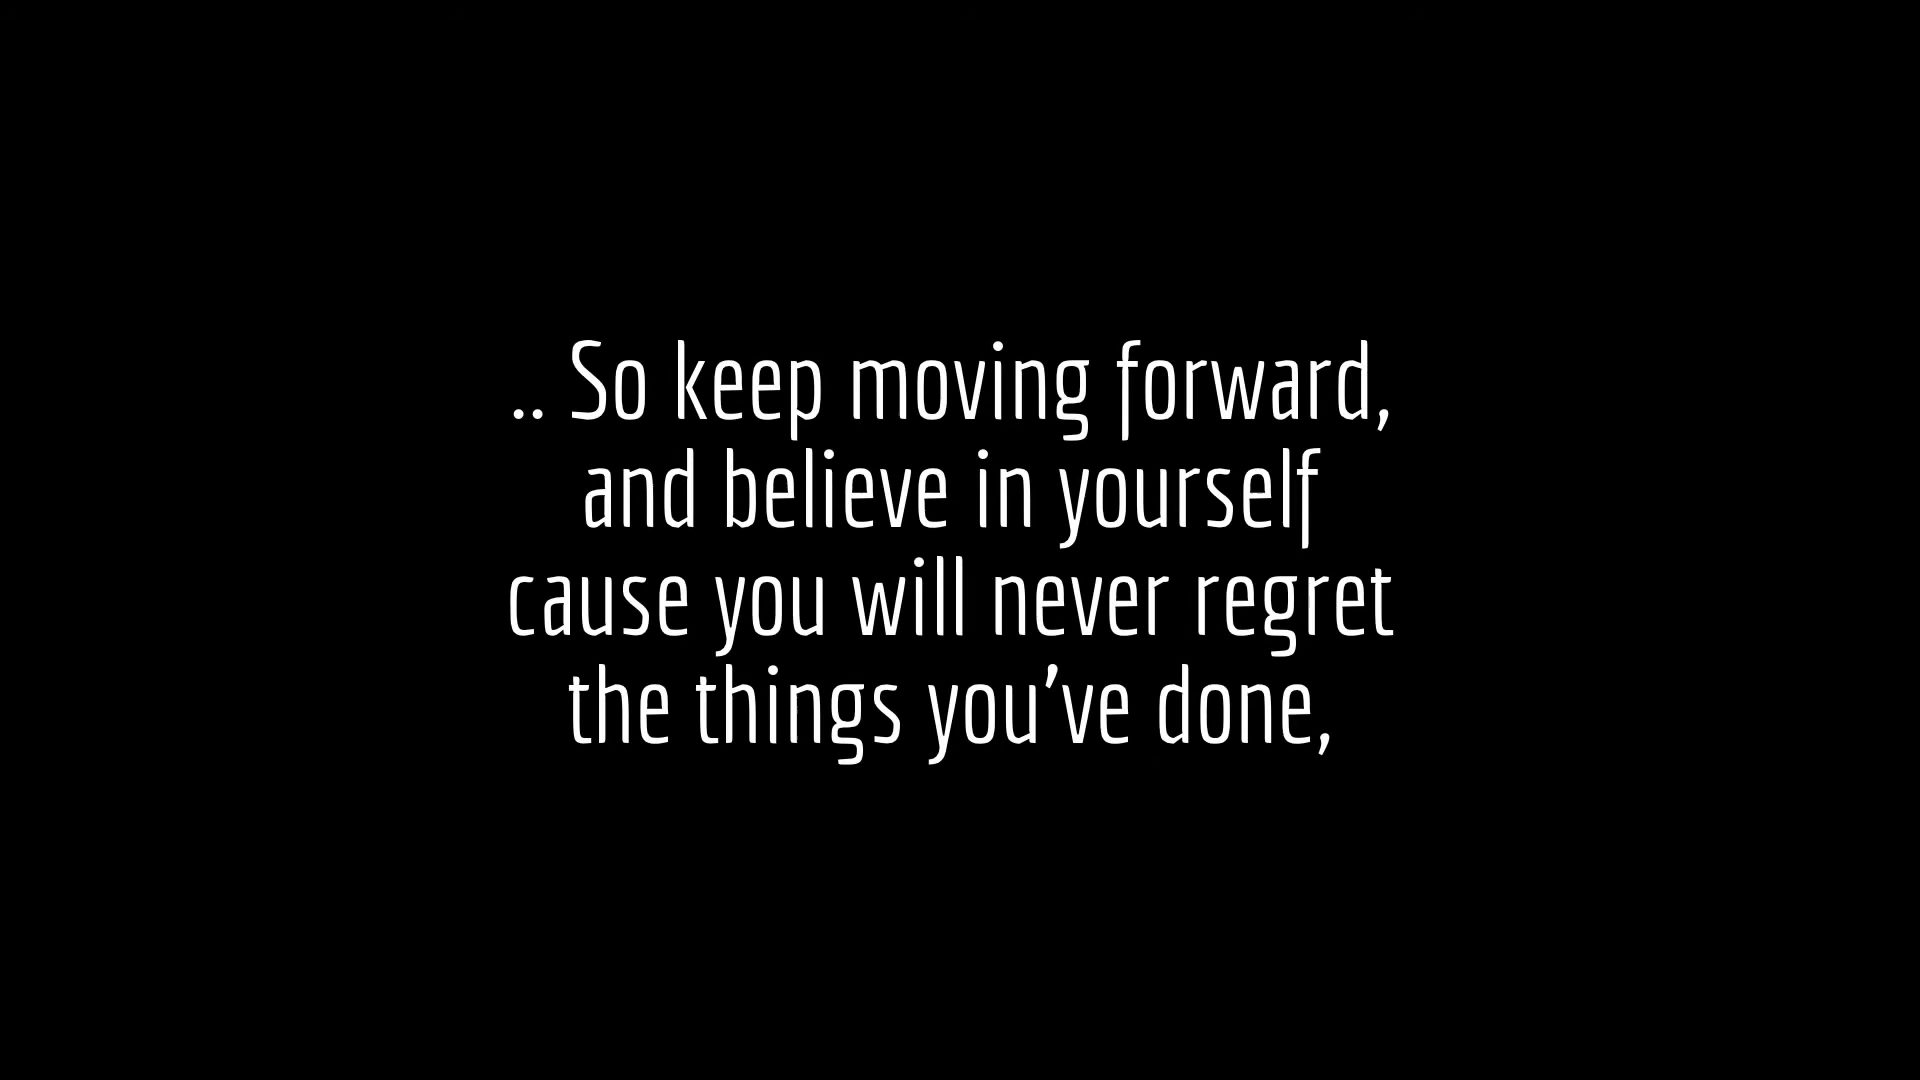 .. So keep moving forward,
and believe in yourself
cause you will never regret
the things you’ve done,